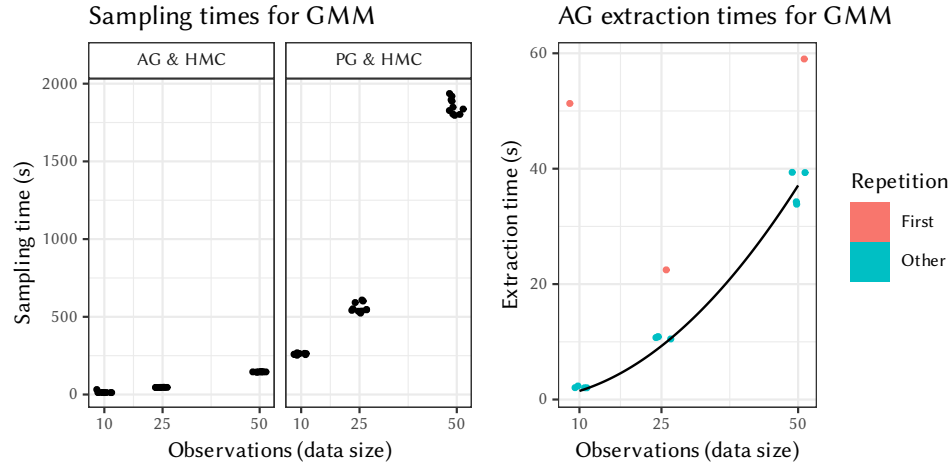 Sampling times for GMM
AG & HMC
PG & HMC
Sampling time (s)
2000
1500
1000
500
0
10
25
50
10
25
50
Observations (data size)
AG extraction times for GMM
Extraction time (s)
60
40
20
0
10
25
50
Observations (data size)
Repetition
First
Other